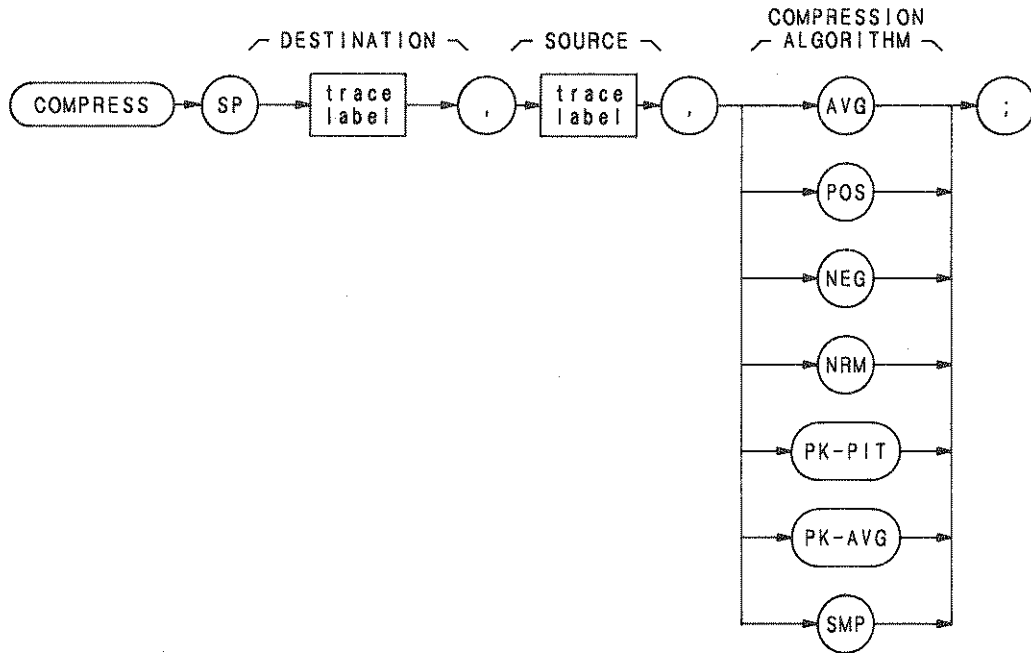 COMPRESSION
DESTINATION SOURCE ALGORITHM
COMPRESS SP trace label , trace label , AVG ;
POS
NEG
NRM
PK-PIT
PK-AVG
SMP